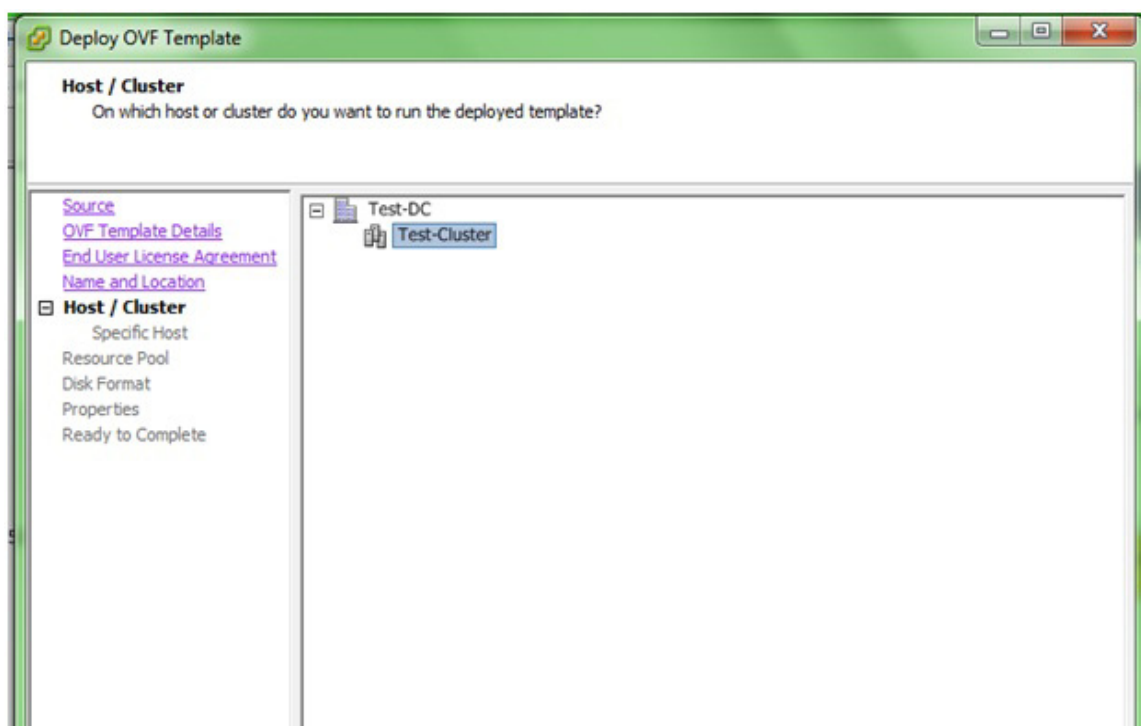 Deploy OVF Template
Host / Cluster
On which host or cluster do you want to run the deployed template?
Source
OVF Template Details
End User License Agreement
Name and Location
Host / Cluster
Specific Host
Resource Pool
Disk Format
Properties
Ready to Complete
Test-DC
Test-Cluster